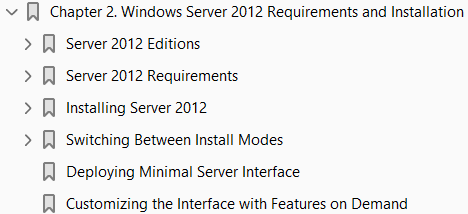 Chapter 2. Windows Server 2012 Requirements and Installation
Server 2012 Editions
Server 2012 Requirements
Installing Server 2012
Switching Between Install Modes
Deploying Minimal Server Interface
Customizing the Interface with Features on Demand